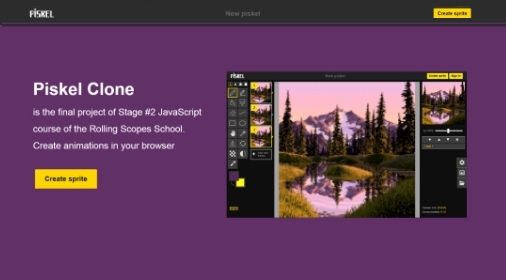 PISKEL
New piskel
Create sprite
Piskel Clone
is the final project of Stage #2 JavaScript
course of the Rolling Scopes School.
Create animations in your browser
Create sprite
PISKEL
New piskel
Create sprite
Sign in